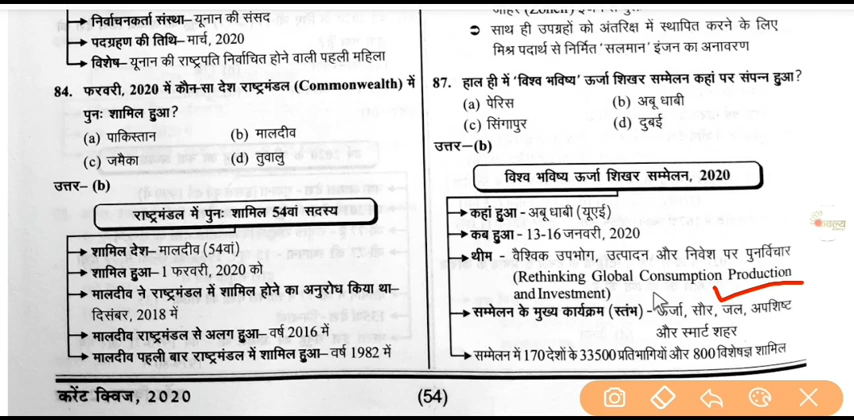 निर्वाचनकर्ता संस्था– यूनान की संसद
पदग्रहण की तिथि– मार्च, 2020
विशेष– यूनान की राष्ट्रपति निर्वाचित होने वाली पहली महिला
84. फरवरी, 2020 में कौन-सा देश राष्ट्रमंडल (Commonwealth) में
पुनः शामिल हुआ?
(a) पाकिस्तान (b) मालदीव
(c) जमैका (d) तुवालु
उत्तर– (b)
राष्ट्रमंडल में पुनः शामिल 54वां सदस्य
शामिल देश– मालदीव (54वां)
शामिल हुआ– 1 फरवरी, 2020 को
मालदीव ने राष्ट्रमंडल में शामिल होने का अनुरोध किया था–
दिसंबर, 2018 में
मालदीव राष्ट्रमंडल से अलग हुआ– वर्ष 2016 में
मालदीव पहली बार राष्ट्रमंडल में शामिल हुआ– वर्ष 1982 में
साथ ही उपग्रहों को अंतरिक्ष में स्थापित करने के लिए
मिश्र पदार्थ से निर्मित 'सलमान' इंजन का अनावरण
87. हाल ही में 'विश्व भविष्य' ऊर्जा शिखर सम्मेलन कहां पर संपन्न हुआ?
(a) पेरिस (b) अबू धाबी
(c) सिंगापुर (d) दुबई
उत्तर–(b)
विश्व भविष्य ऊर्जा शिखर सम्मेलन, 2020
कहां हुआ - अबू धाबी (यूएई)
कब हुआ - 13-16 जनवरी, 2020
थीम - वैश्विक उपभोग, उत्पादन और निवेश पर पुनर्विचार
(Rethinking Global Consumption Production
and Investment)
सम्मेलन के मुख्य कार्यक्रम (स्तंभ) - ऊर्जा, सौर, जल, अपशिष्ट
और स्मार्ट शहर
सम्मेलन में 170 देशों के 33500 प्रतिभागियों और 800 विशेषज्ञ शामिल
करेंट क्विज, 2020 (54)